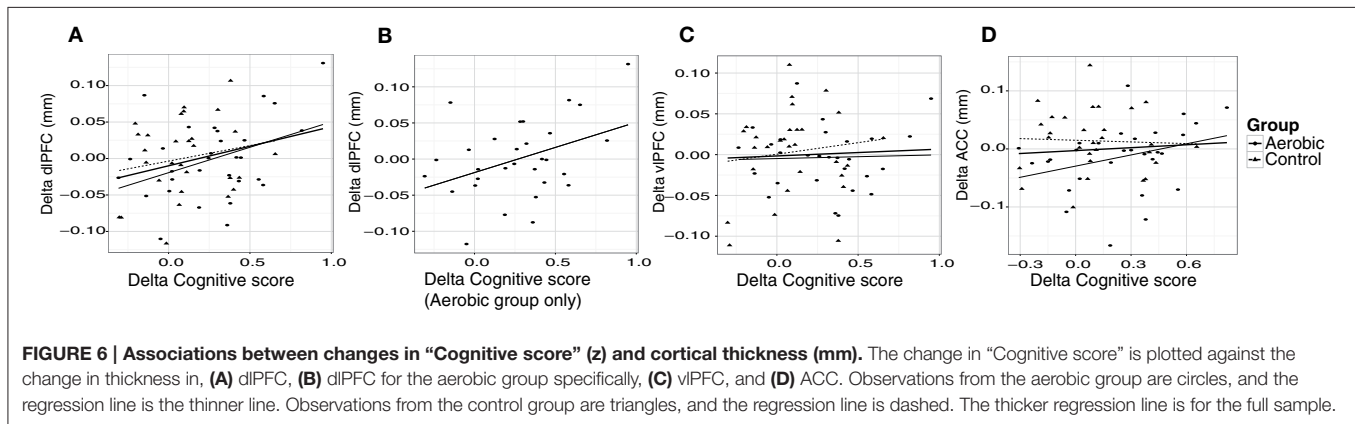 A
B
C
D
Delta dlPFC (mm)
0.10
0.05
0.00
−0.05
−0.10
0.0
0.5
1.0
Delta Cognitive score
Delta dlPFC (mm)
0.10
0.05
0.00
−0.05
−0.10
0.0
0.5
1.0
Delta Cognitive score
(Aerobic group only)
Delta vlPFC (mm)
0.10
0.05
0.00
−0.05
−0.10
0.0
0.5
1.0
Delta Cognitive score
Delta ACC (mm)
0.1
0.0
−0.1
−0.3
0.0
0.3
0.6
Delta Cognitive score
Group
Aerobic
Control
FIGURE 6 | Associations between changes in “Cognitive score” (z) and cortical thickness (mm). The change in “Cognitive score” is plotted against the
change in thickness in, (A) dlPFC, (B) dlPFC for the aerobic group specifically, (C) vlPFC, and (D) ACC. Observations from the aerobic group are circles, and the
regression line is the thinner line. Observations from the control group are triangles, and the regression line is dashed. The thicker regression line is for the full sample.